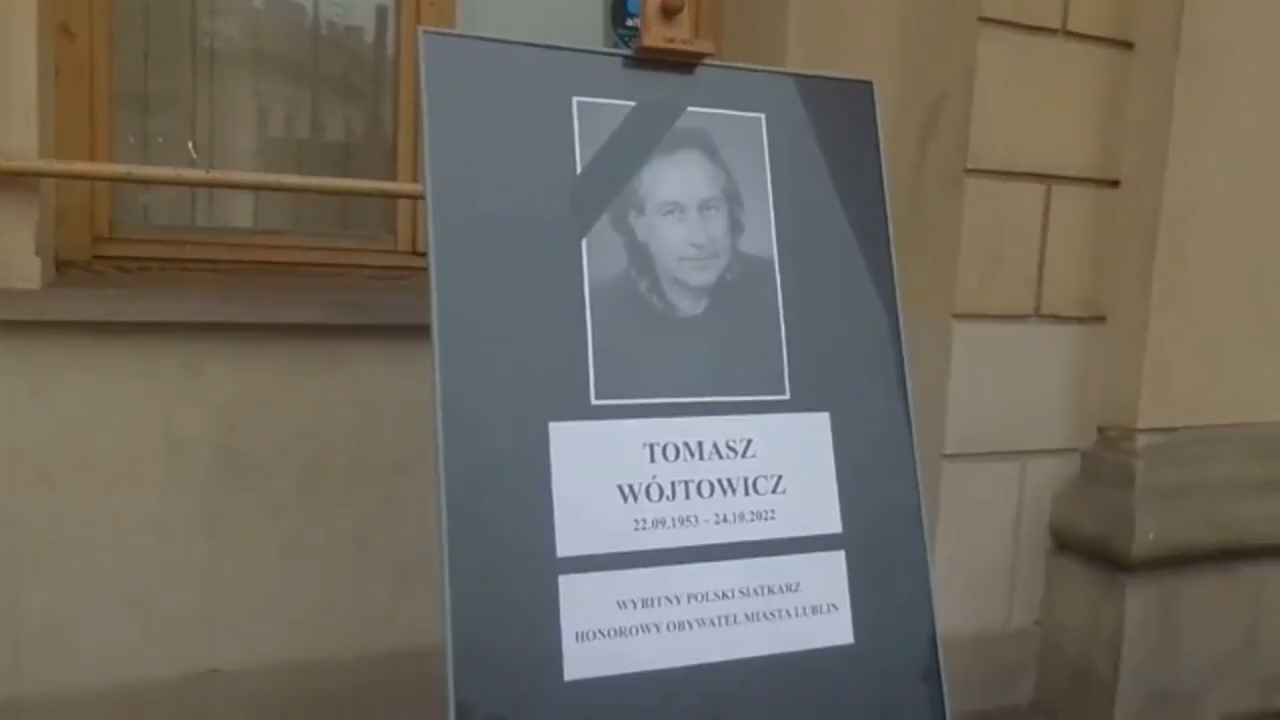 TOMASZ
WÓJTOWICZ
22.09.1953 – 24.10.2022
WYBITNY POLSKI SIATKARZ
HONOROWY OBYWATEL MIASTA LUBLIN